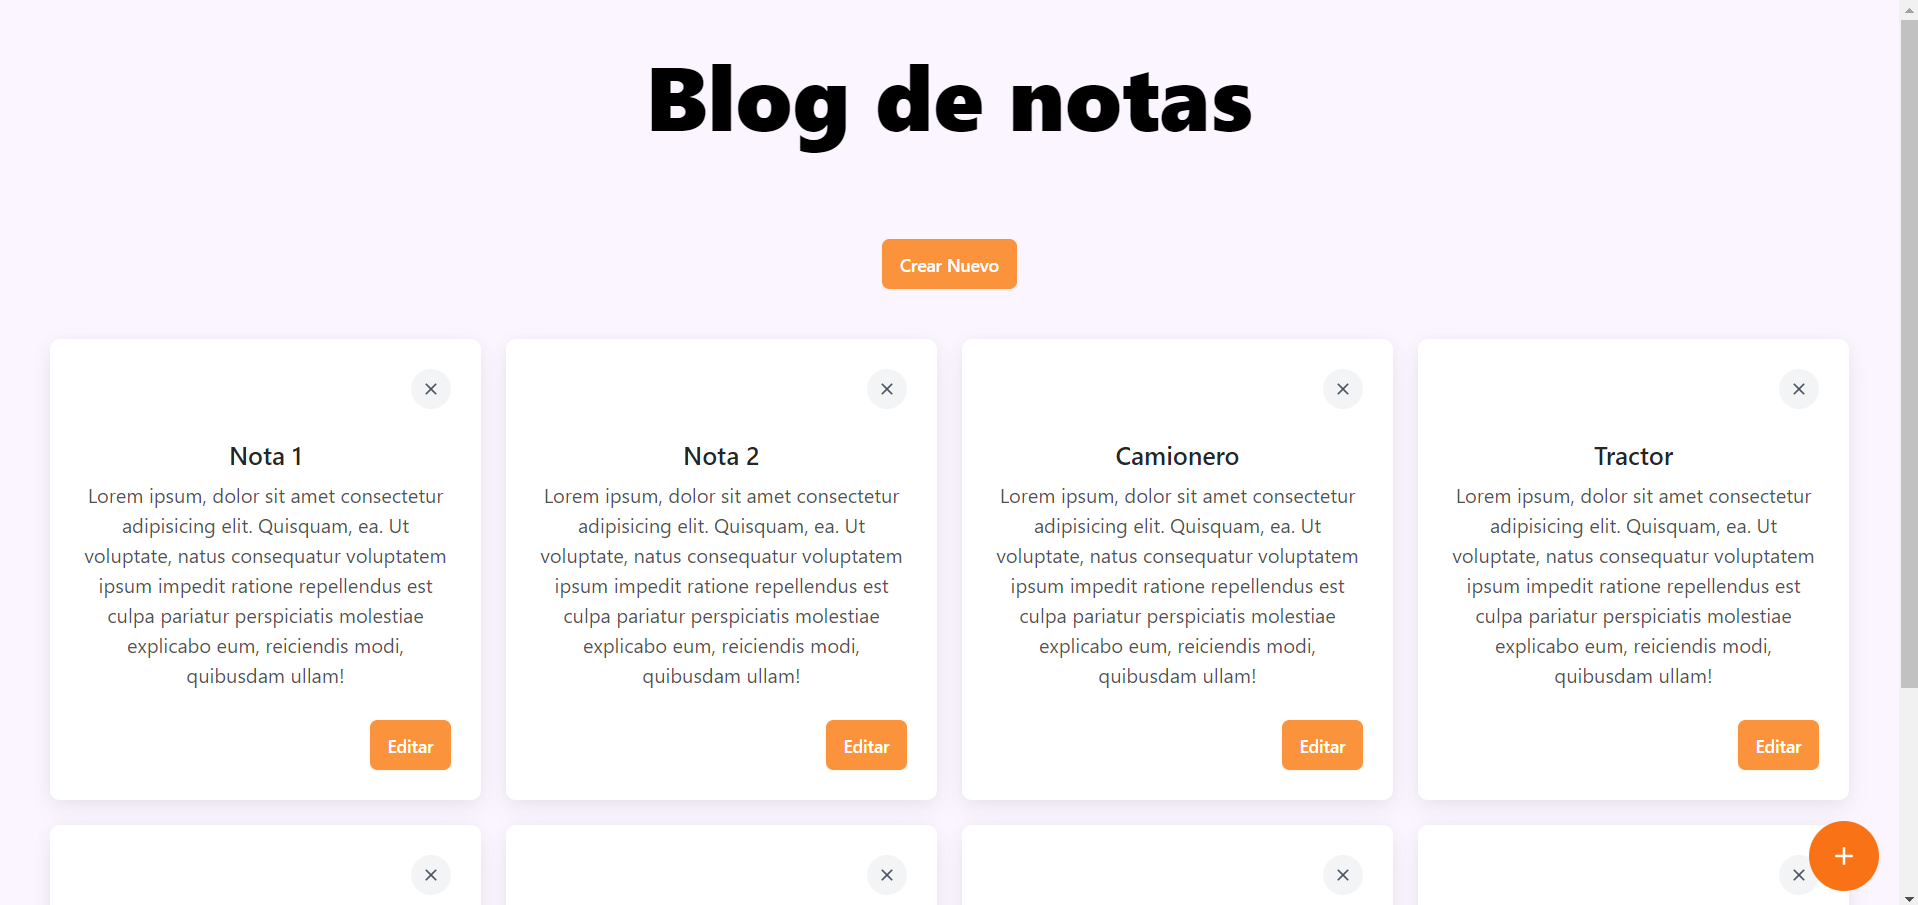 Blog de notas
Crear Nuevo
Nota 1
Lorem ipsum, dolor sit amet consectetur
adipisicing elit. Quisquam, ea. Ut
voluptate, natus consequatur voluptatem
ipsum impedit ratione repellendus est
culpa pariatur perspiciatis molestiae
explicabo eum, reiciendis modi,
quibusdam ullam!
Editar
Nota 2
Lorem ipsum, dolor sit amet consectetur
adipisicing elit. Quisquam, ea. Ut
voluptate, natus consequatur voluptatem
ipsum impedit ratione repellendus est
culpa pariatur perspiciatis molestiae
explicabo eum, reiciendis modi,
quibusdam ullam!
Editar
Camionero
Lorem ipsum, dolor sit amet consectetur
adipisicing elit. Quisquam, ea. Ut
voluptate, natus consequatur voluptatem
ipsum impedit ratione repellendus est
culpa pariatur perspiciatis molestiae
explicabo eum, reiciendis modi,
quibusdam ullam!
Editar
Tractor
Lorem ipsum, dolor sit amet consectetur
adipisicing elit. Quisquam, ea. Ut
voluptate, natus consequatur voluptatem
ipsum impedit ratione repellendus est
culpa pariatur perspiciatis molestiae
explicabo eum, reiciendis modi,
quibusdam ullam!
Editar